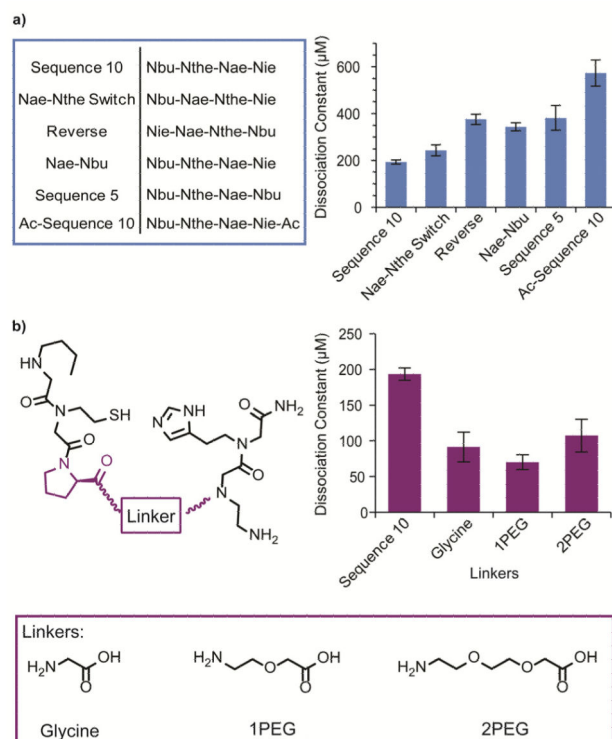 a)
Sequence 10 Nbu-Nthe-Nae-Nie
Nae-Nthe Switch Nbu-Nae-Nthe-Nie
Reverse Nie-Nae-Nthe-Nbu
Nae-Nbu Nbu-Nthe-Nae-Nie
Sequence 5 Nbu-Nthe-Nae-Nbu
Ac-Sequence 10 Nbu-Nthe-Nae-Nie-Ac
Dissociation Constant (µM)
600
400
200
0
Sequence 10
Nae-Nthe Switch
Reverse
Nae-Nbu
Sequence 5
Ac-Sequence 10
b)
HN
O
N
SH
O
N
O
Linker
N
NH
N
O
NH₂
O
N
NH₂
Dissociation Constant (µM)
250
200
150
100
50
0
Sequence 10
Glycine
1PEG
2PEG
Linkers
Linkers:
H₂N OH O
H₂N O OH O
H₂N O O OH O
Glycine 1PEG 2PEG